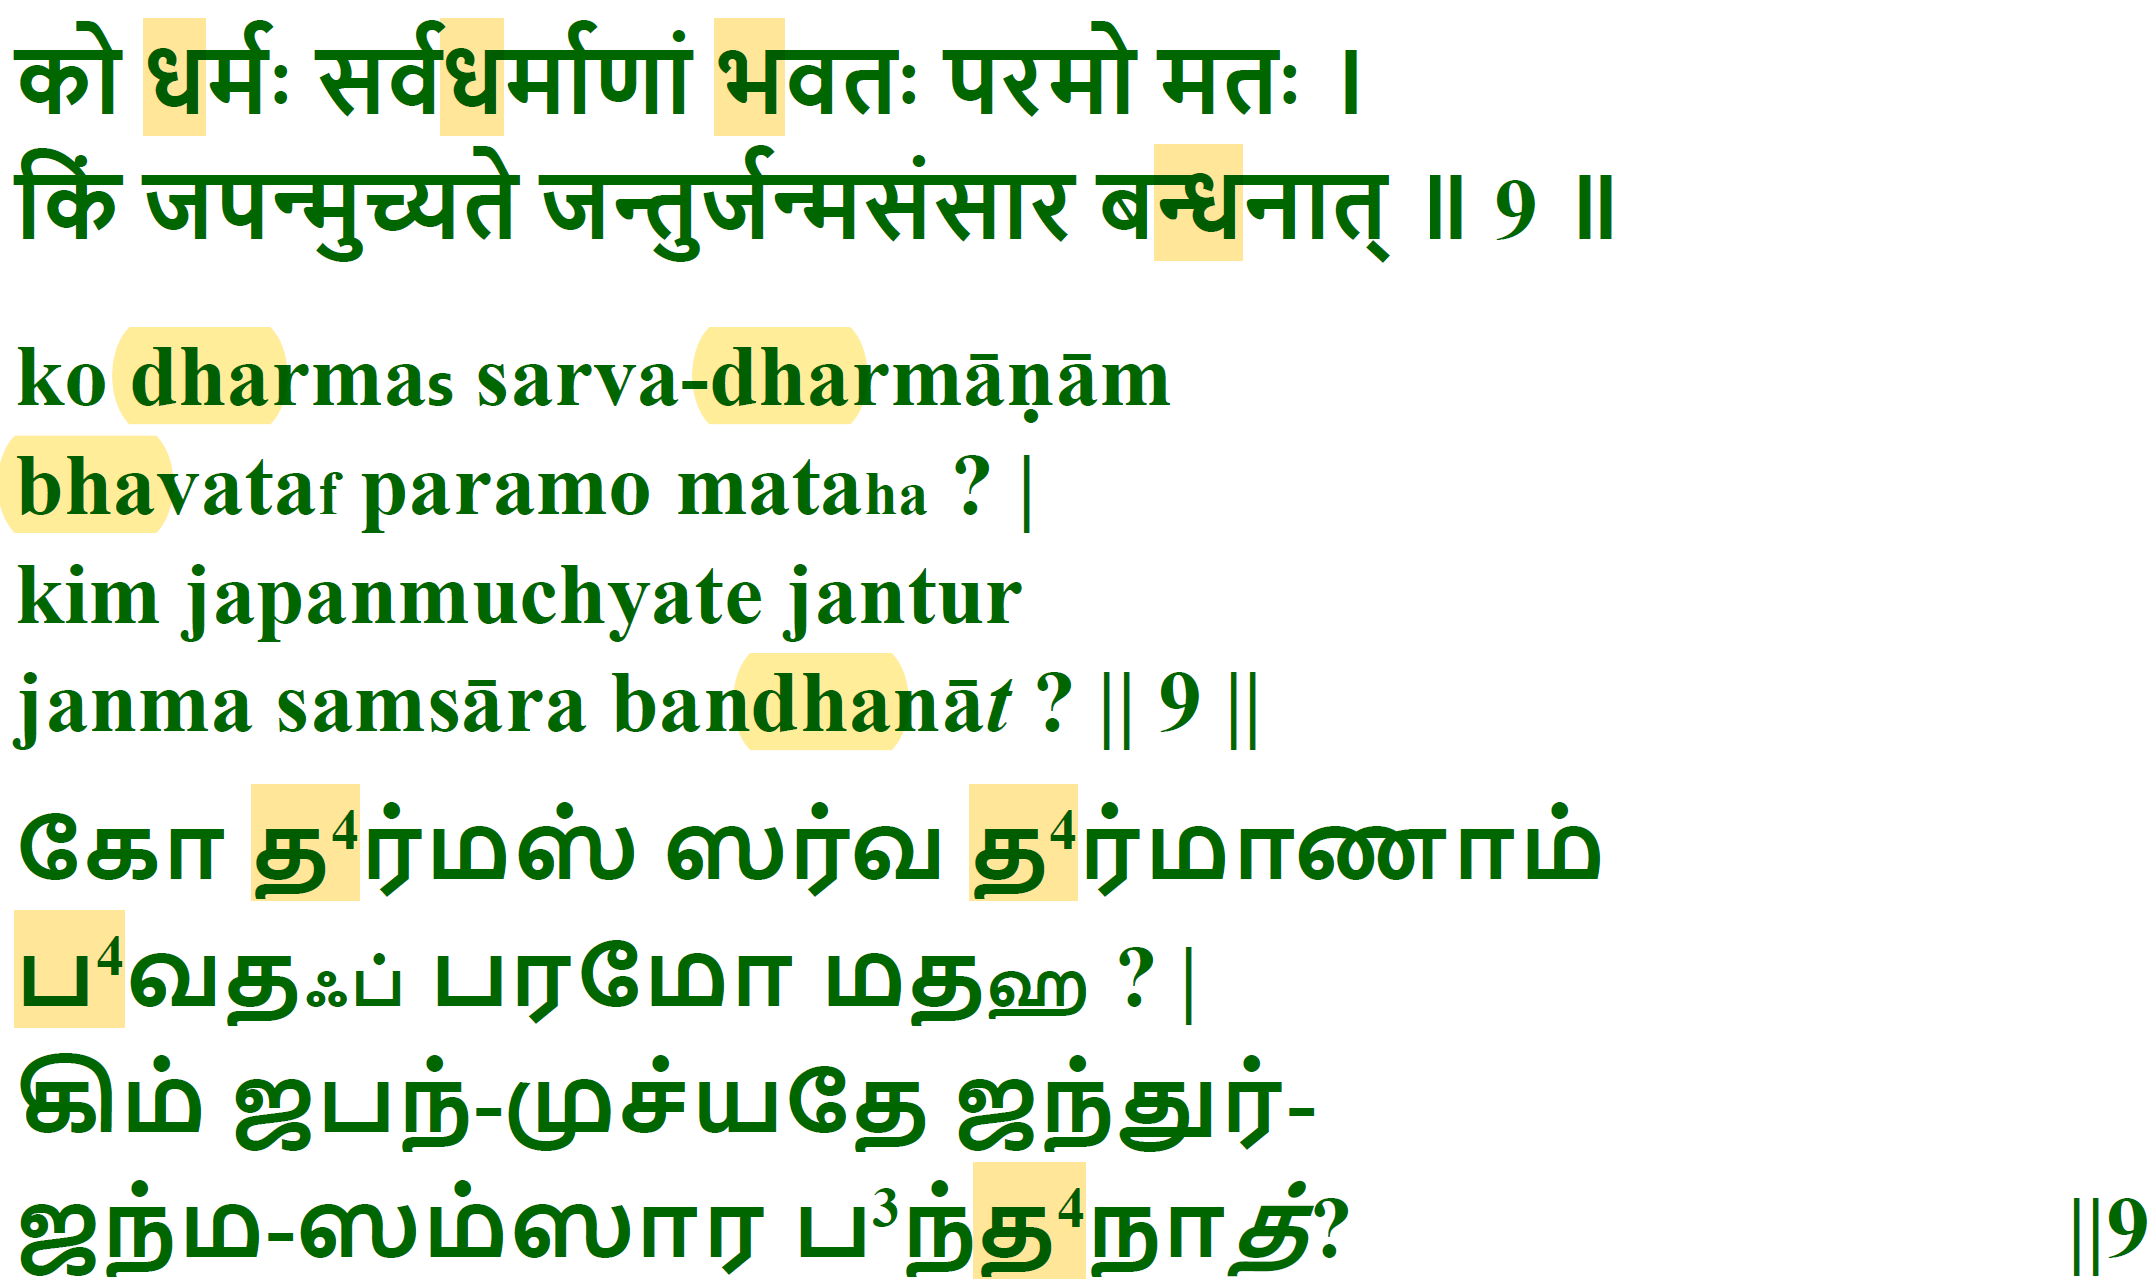 को धर्मः सर्वधर्माणां भवतः परमो मतः ।
किं जपन्मुच्यते जन्तुर्जन्मसंसार बन्धनात् ॥ 9 ॥
ko dharmas sarva-dharmāṇām
bhavataf paramo mataha ? |
kim japanmuchyate jantur
janma samsāra bandhanāt ? || 9 ||
கோ த⁴ர்மஸ் ஸர்வ த⁴ர்மாணாம்
ப⁴வதஃப் பரமோ மதஹ ? |
கிம் ஜபந்-முச்யதே ஜந்துர்-
ஜந்ம-ஸம்ஸார ப³ந்த⁴நாத்? ||9